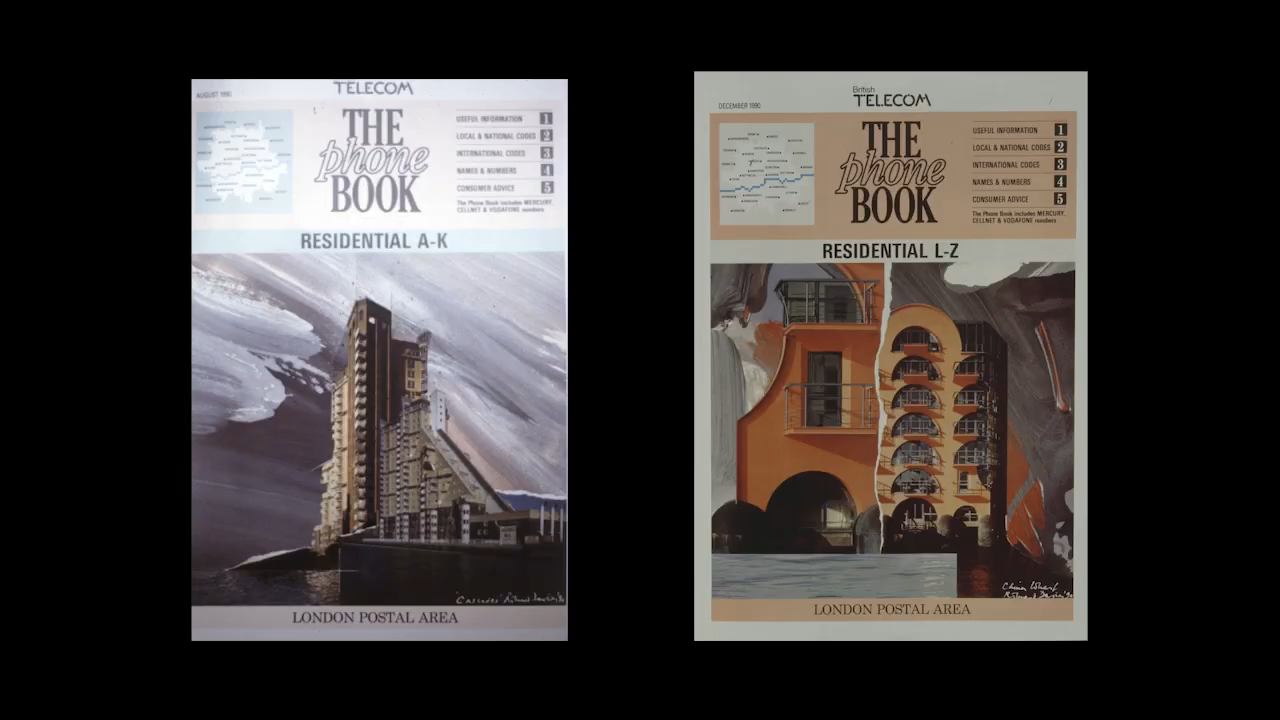 TELECOM
AUGUST 1990
THE
phone
BOOK
USEFUL INFORMATION 1
LOCAL & NATIONAL CODES 2
INTERNATIONAL CODES 3
NAMES & NUMBERS 4
CONSUMER ADVICE 5
The Phone Book includes MERCURY,
CELLNET & VODAFONE numbers
RESIDENTIAL A-K
'Cascades'
LONDON POSTAL AREA
British
TELECOM
DECEMBER 1990
THE
phone
BOOK
USEFUL INFORMATION 1
LOCAL & NATIONAL CODES 2
INTERNATIONAL CODES 3
NAMES & NUMBERS 4
CONSUMER ADVICE 5
The Phone Book includes MERCURY,
CELLNET & VODAFONE numbers
RESIDENTIAL L-Z
China Wharf
LONDON POSTAL AREA